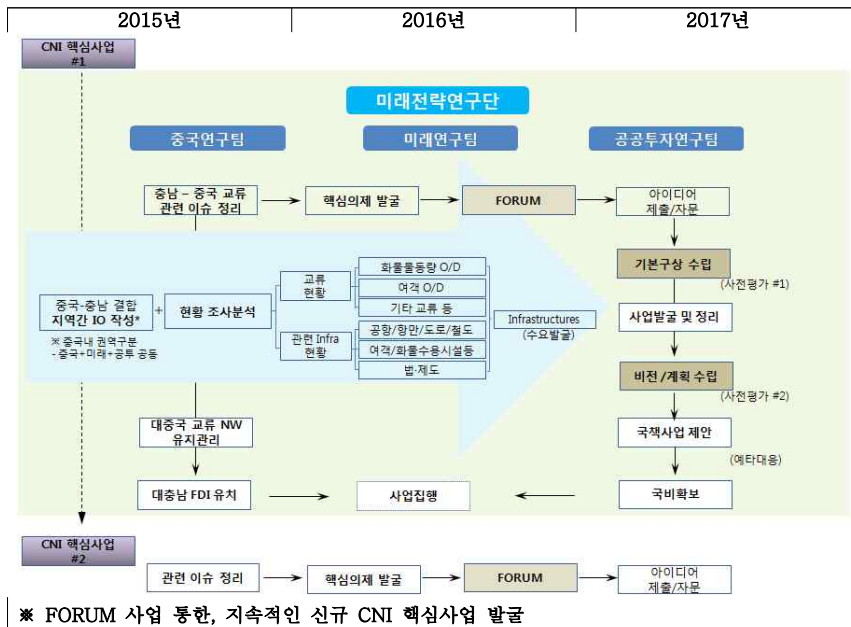 2015년 2016년 2017년
CNI 핵심사업
#1
미래전략연구단
중국연구팀 미래연구팀 공공투자연구팀
충남 – 중국 교류
관련 이슈 정리
핵심의제 발굴
FORUM
아이디어
제출/자문
기본구상 수립
(사전평가 #1)
중국-충남 결합
지역간 IO 작성*
※ 중국내 권역구분
- 중국+미래+공투 공동
+
현황 조사분석
교류
현황
화물물동량 O/D
여객 O/D
기타 교류 등
관련 Infra
현황
공항/항만/도로/철도
여객/화물수용시설등
법·제도
Infrastructures
(수요발굴)
사업발굴 및 정리
비전 /계획 수립
(사전평가 #2)
대중국 교류 NW
유지관리
국책사업 제안
(예타대응)
대충남 FDI 유치
사업집행
국비확보
CNI 핵심사업
#2
관련 이슈 정리
핵심의제 발굴
FORUM
아이디어
제출/자문
※ FORUM 사업 통한, 지속적인 신규 CNI 핵심사업 발굴